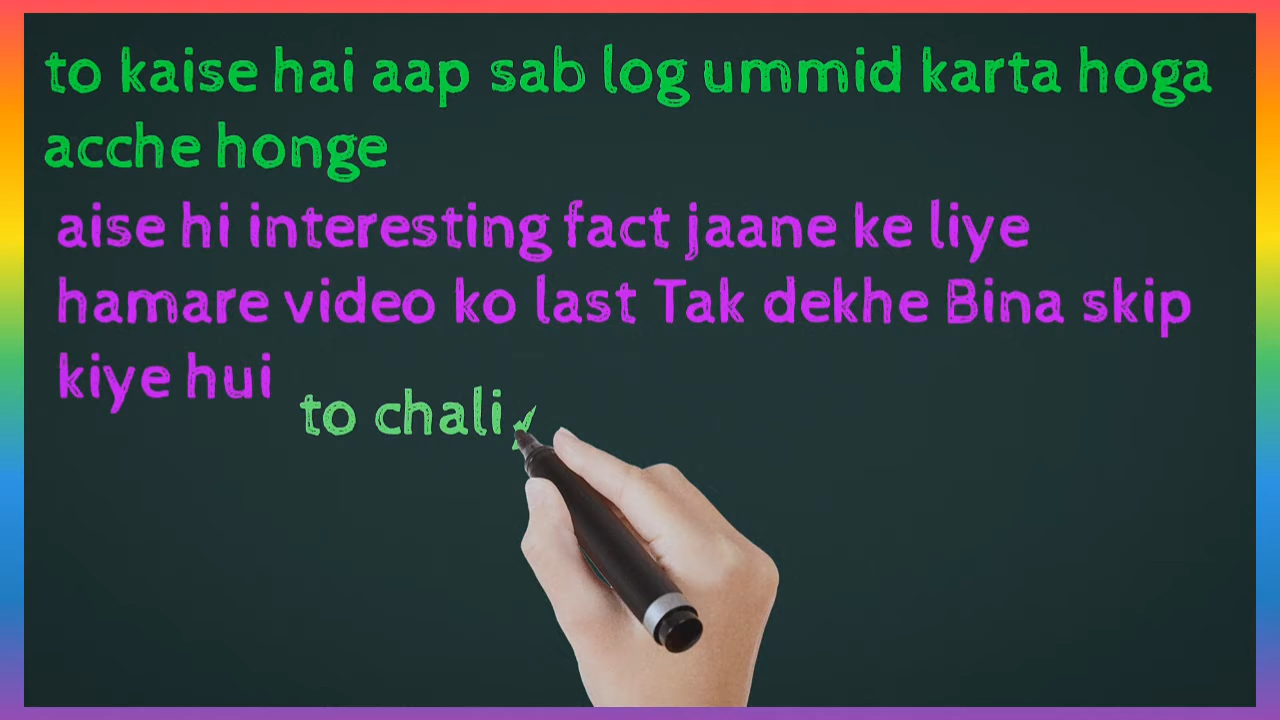 to kaise hai aap sab log ummid karta hoga
acche honge
aise hi interesting fact jaane ke liye
hamare video ko last Tak dekhe Bina skip
kiye hui
to chali